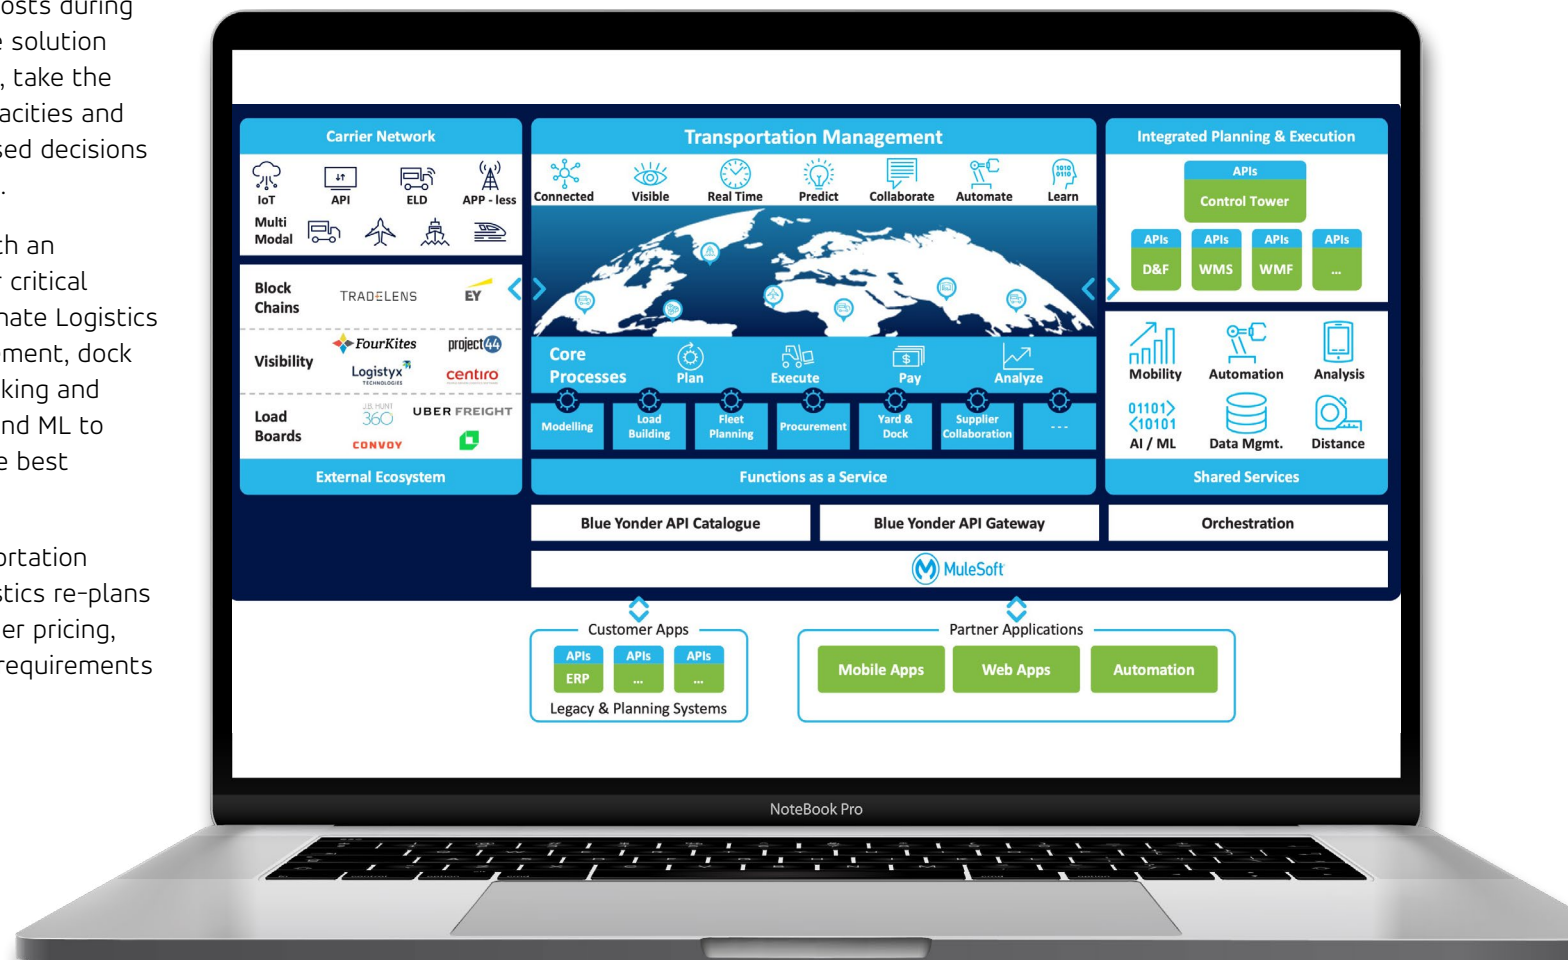 osts during
e solution
, take the
acities and
sed decisions
.
th an
r critical
nate Logistics
ement, dock
king and
nd ML to
e best
ortation
stics re-plans
er pricing,
requirements
Carrier Network
IoT API ELD APP - less
Multi
Modal
Block
Chains
TRADELENS EY
Visibility
FourKites project44
Logistyx
TECHNOLOGIES
centiro
Load
Boards
J.B. HUNT
360
UBER FREIGHT
CONVOY
External Ecosystem
Transportation Management
Connected Visible Real Time Predict Collaborate Automate Learn
1010
0110
Core
Processes
Plan Execute Pay Analyze
$
Modelling
Load
Building
Fleet
Planning
Procurement
Yard &
Dock
Supplier
Collaboration
---
Functions as a Service
Integrated Planning & Execution
APIs
Control Tower
APIs APIs APIs APIs
D&F WMS WMF ...
Mobility Automation Analysis
01101>
<10101
AI / ML Data Mgmt. Distance
Shared Services
Blue Yonder API Catalogue Blue Yonder API Gateway Orchestration
MuleSoft
Customer Apps
APIs APIs APIs
ERP ... ...
Legacy & Planning Systems
Partner Applications
Mobile Apps Web Apps Automation
NoteBook Pro